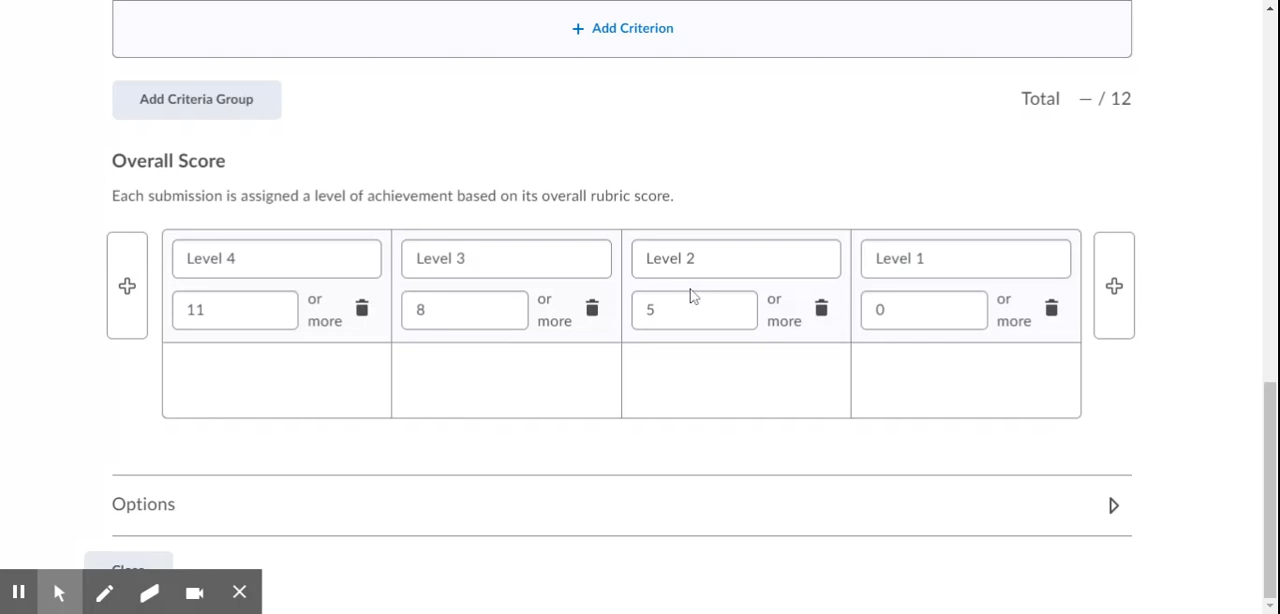 + Add Criterion
Add Criteria Group
Total – / 12
Overall Score
Each submission is assigned a level of achievement based on its overall rubric score.
Level 4 Level 3 Level 2 Level 1
11 or more 8 or more 5 or more 0 or more
Options
Close